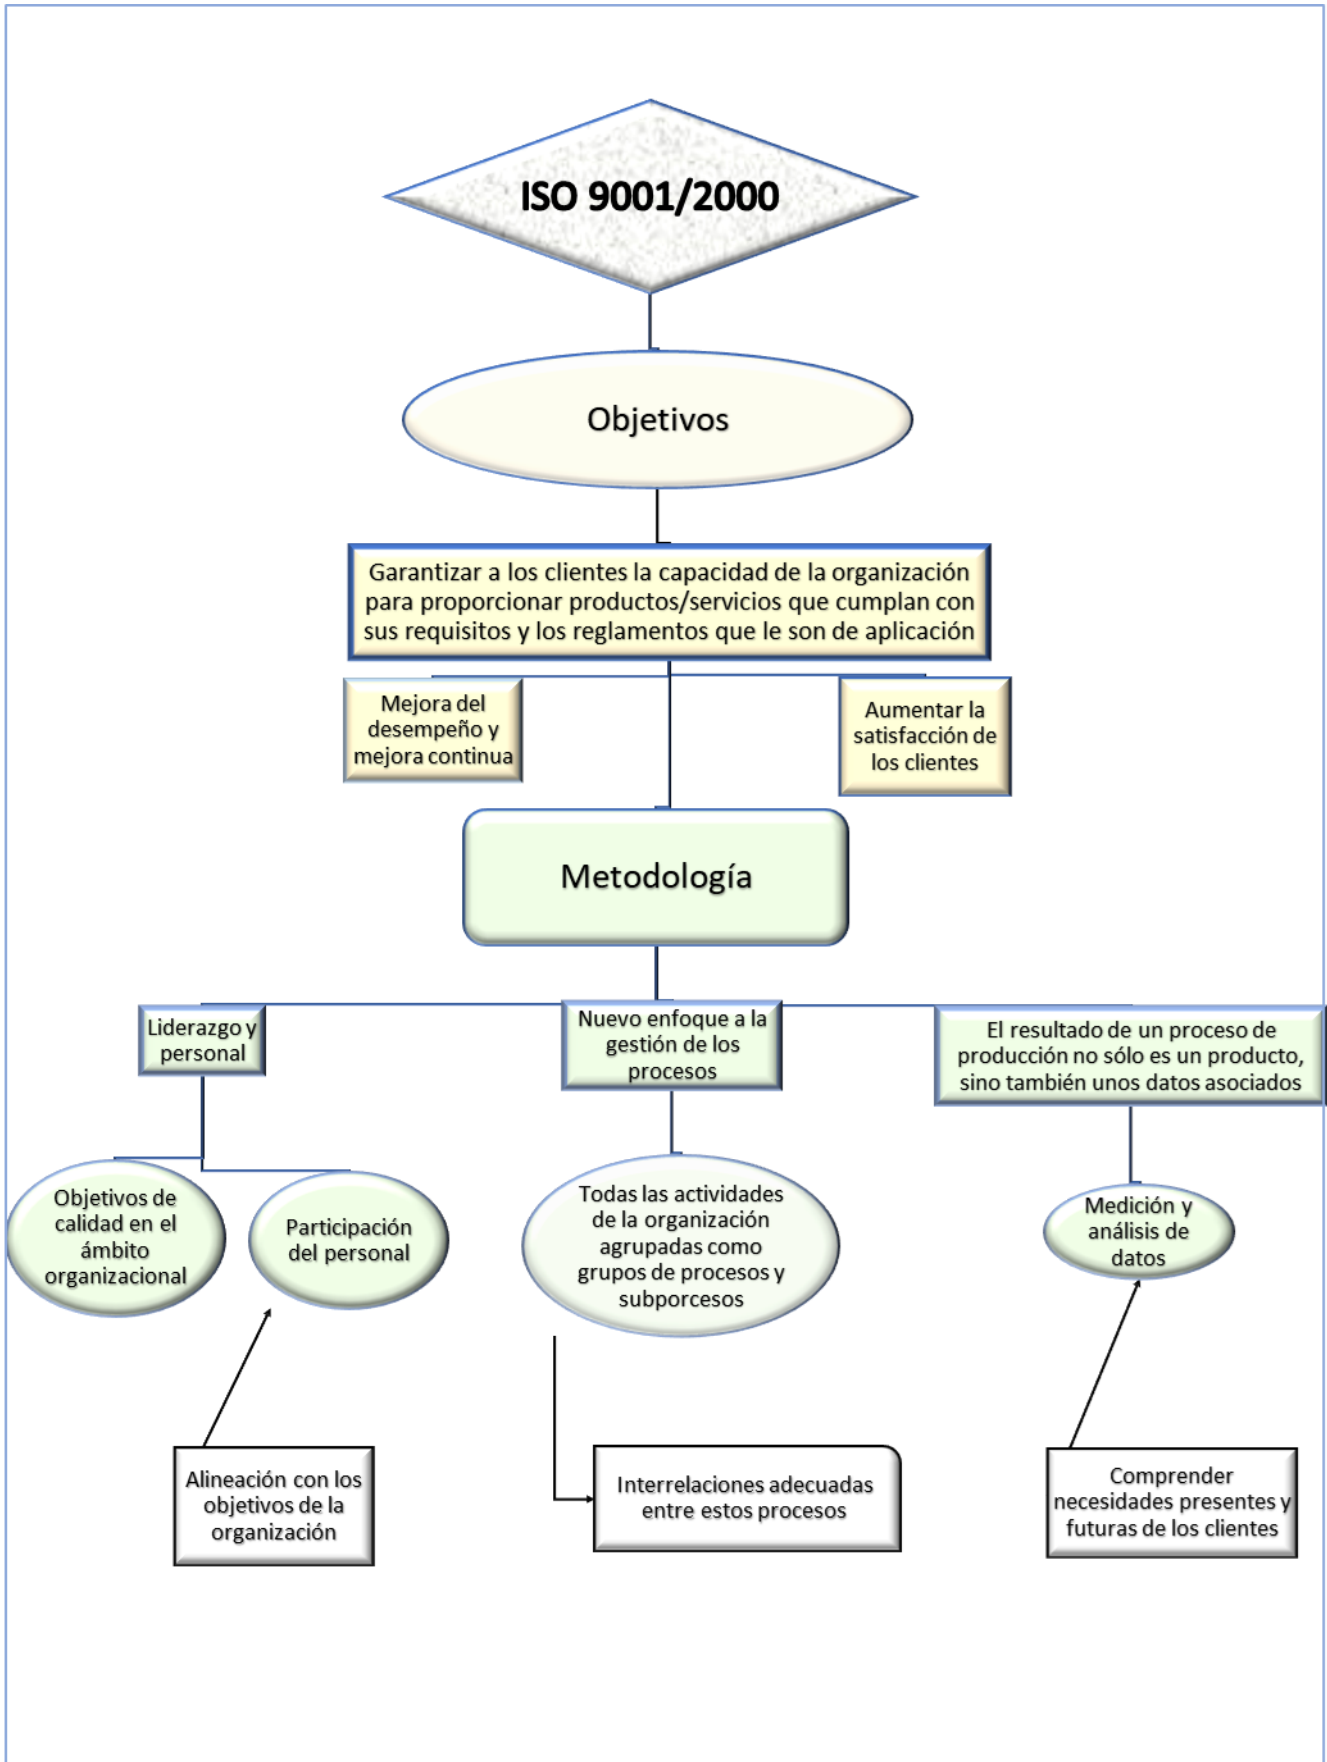 ISO 9001/2000
Objetivos
Garantizar a los clientes la capacidad de la organización
para proporcionar productos/servicios que cumplan con
sus requisitos y los reglamentos que le son de aplicación
Mejora del
desempeño y
mejora continua
Aumentar la
satisfacción de
los clientes
Metodología
Liderazgo y
personal
Nuevo enfoque a la
gestión de los
procesos
El resultado de un proceso de
producción no sólo es un producto,
sino también unos datos asociados
Objetivos de
calidad en el
ámbito
organizacional
Participación
del personal
Todas las actividades
de la organización
agrupadas como
grupos de procesos y
subporcesos
Medición y
análisis de
datos
Alineación con los
objetivos de la
organización
Interrelaciones adecuadas
entre estos procesos
Comprender
necesidades presentes y
futuras de los clientes